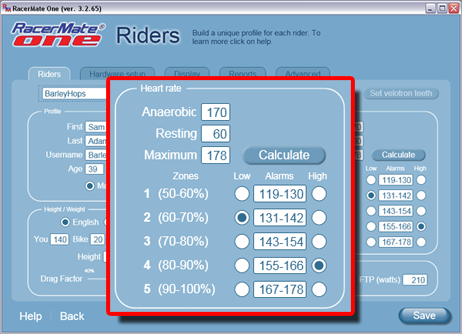 RacerMate One (ver. 3.2.65)
RacerMate®
one
Riders
Build a unique profile for each rider. To
learn more click on help.
Riders
Hardware setup
Display
Reports
Advanced
BarleyHops
Set velotron teeth
Profile
First Sam
Last Adam
Username Barle
Age 39
Height / Weight
English
You 140 Bike 20
Height
40%
Drag Factor
Heart rate
Anaerobic 170
Resting 60
Maximum 178 Calculate
Zones Low Alarms High
1 (50-60%) 119-130
2 (60-70%) 131-142
3 (70-80%) 143-154
4 (80-90%) 155-166
5 (90-100%) 167-178
Calculate
Low Alarms High
119-130
131-142
143-154
155-166
167-178
FTP (watts) 210
Help
Back
Save